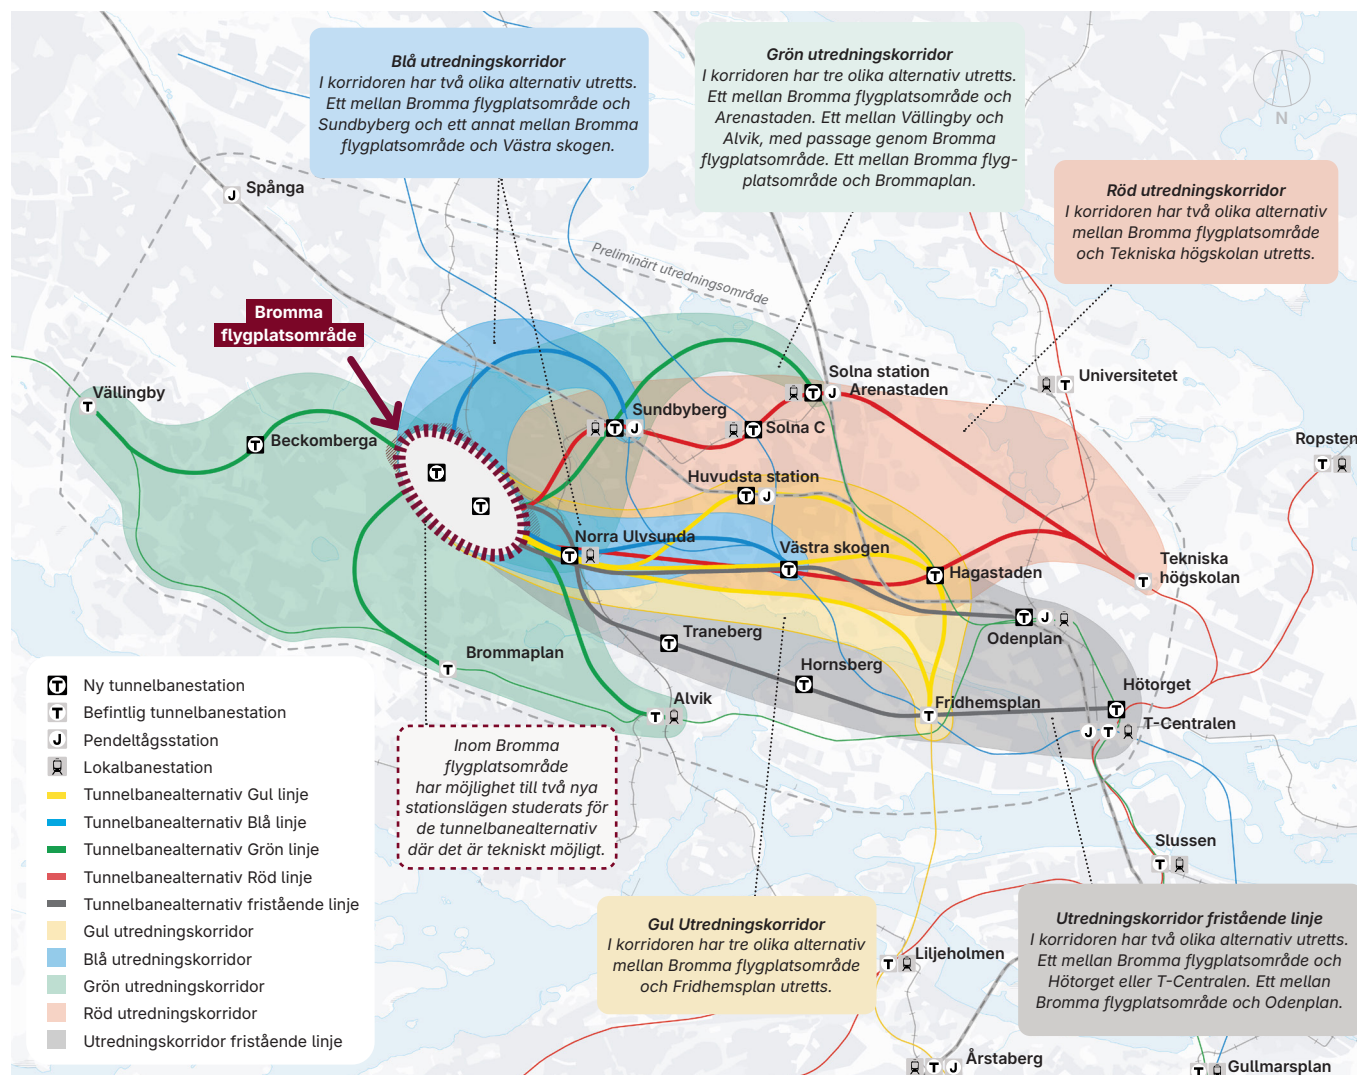 Blå utredningskorridor
I korridoren har två olika alternativ utretts.
Ett mellan Bromma flygplatsområde och
Sundbyberg och ett annat mellan Bromma
flygplatsområde och Västra skogen.
Grön utredningskorridor
I korridoren har tre olika alternativ utretts.
Ett mellan Bromma flygplatsområde och
Arenastaden. Ett mellan Vällingby och
Alvik, med passage genom Bromma
flygplatsområde. Ett mellan Bromma flyg-
platsområde och Brommaplan.
Röd utredningskorridor
I korridoren har två olika alternativ
mellan Bromma flygplatsområde
och Tekniska högskolan utretts.
N
Spånga
Preliminärt utredningsområde
Bromma
flygplatsområde
Vällingby
Beckomberga
Sundbyberg
Solna station
Arenastaden
Solna C
Universitetet
Ropsten
Huvudsta station
Norra Ulvsunda
Västra skogen
Hagastaden
Tekniska
högskolan
Traneberg
Odenplan
Brommaplan
Hornsberg
Alvik
Fridhemsplan
Hötorget
T-Centralen
Slussen
Liljeholmen
Årstaberg
Gullmarsplan
Ny tunnelbanestation
Befintlig tunnelbanestation
Pendeltågsstation
Lokalbanestation
Tunnelbanealternativ Gul linje
Tunnelbanealternativ Blå linje
Tunnelbanealternativ Grön linje
Tunnelbanealternativ Röd linje
Tunnelbanealternativ fristående linje
Gul utredningskorridor
Blå utredningskorridor
Grön utredningskorridor
Röd utredningskorridor
Utredningskorridor fristående linje
Inom Bromma
flygplatsområde
har möjlighet till två nya
stationslägen studerats för
de tunnelbanealternativ
där det är tekniskt möjligt.
Gul Utredningskorridor
I korridoren har tre olika alternativ
mellan Bromma flygplatsområde
och Fridhemsplan utretts.
Utredningskorridor fristående linje
I korridoren har två olika alternativ utretts.
Ett mellan Bromma flygplatsområde och
Hötorget eller T-Centralen. Ett mellan
Bromma flygplatsområde och Odenplan.